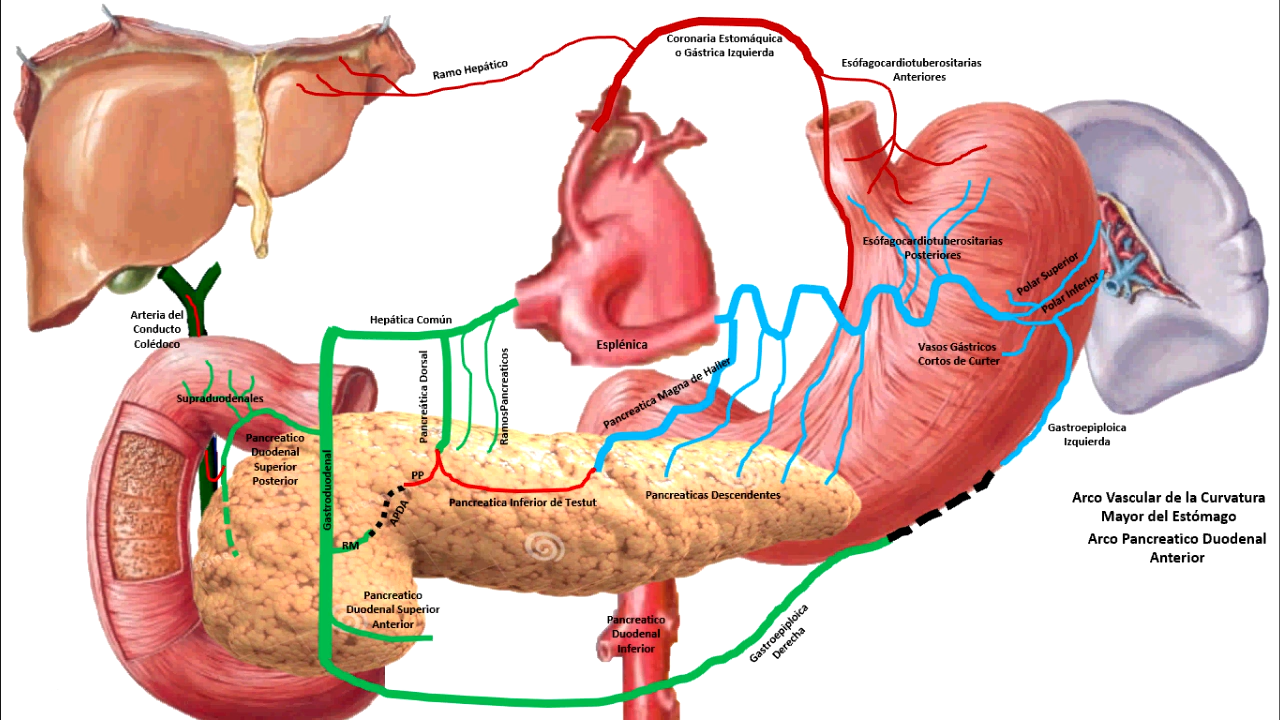 Coronaria Estomáquica
o Gástrica Izquierda
Ramo Hepático
Esófagocardiotuberositarias
Anteriores
Esófagocardiotuberositarias
Posteriores
Polar Superior
Polar Inferior
Arteria del
Conducto
Colédoco
Hepática Común
Esplénica
Vasos Gástricos
Cortos de Curter
Pancreática Dorsal
RamosPancreaticos
Pancreatica Magna de Haller
Supraduodenales
Gastroepiploica
Izquierda
Pancreatico
Duodenal
Superior
Posterior
Gastroduodenal
PP
Pancreatica Inferior de Testut
Pancreaticas Descendentes
APDA
RM
Arco Vascular de la Curvatura
Mayor del Estómago
Arco Pancreatico Duodenal
Anterior
Pancreatico
Duodenal Superior
Anterior
Pancreatico
Duodenal
Inferior
Gastroepiploica
Derecha